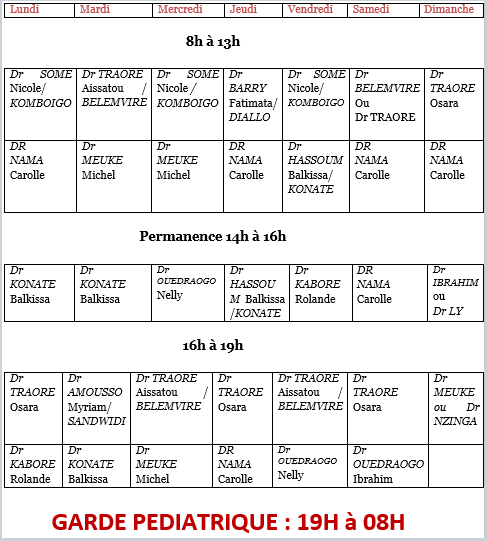 Lundi Mardi Mercredi Jeudi Vendredi Samedi Dimanche
8h à 13h
Dr SOME Nicole/ KOMBOIGO
Dr TRAORE Aissatou / BELEMVIRE
Dr SOME Nicole / KOMBOIGO
Dr BARRY Fatimata/ DIALLO
Dr SOME Nicole/ KOMBOIGO
Dr BELEMVIRE Ou Dr TRAORE
Dr TRAORE Osara
DR NAMA Carolle
Dr MEUKE Michel
Dr MEUKE Michel
DR NAMA Carolle
Dr HASSOUM Balkissa/ KONATE
DR NAMA Carolle
DR NAMA Carolle
Permanence 14h à 16h
Dr KONATE Balkissa
Dr KONATE Balkissa
Dr OUEDRAOGO Nelly
Dr HASSOU M Balkissa /KONATE
Dr KABORE Rolande
DR NAMA Carolle
Dr IBRAHIM ou Dr LY
16h à 19h
Dr TRAORE Osara
Dr AMOUSSO Myriam/ SANDWIDI
Dr TRAORE Aissatou / BELEMVIRE
Dr TRAORE Osara
Dr TRAORE Aissatou / BELEMVIRE
Dr TRAORE Osara
Dr MEUKE ou Dr NZINGA
Dr KABORE Rolande
Dr KONATE Balkissa
Dr MEUKE Michel
DR NAMA Carolle
Dr OUEDRAOGO Nelly
Dr OUEDRAOGO Ibrahim
GARDE PEDIATRIQUE : 19H à 08H